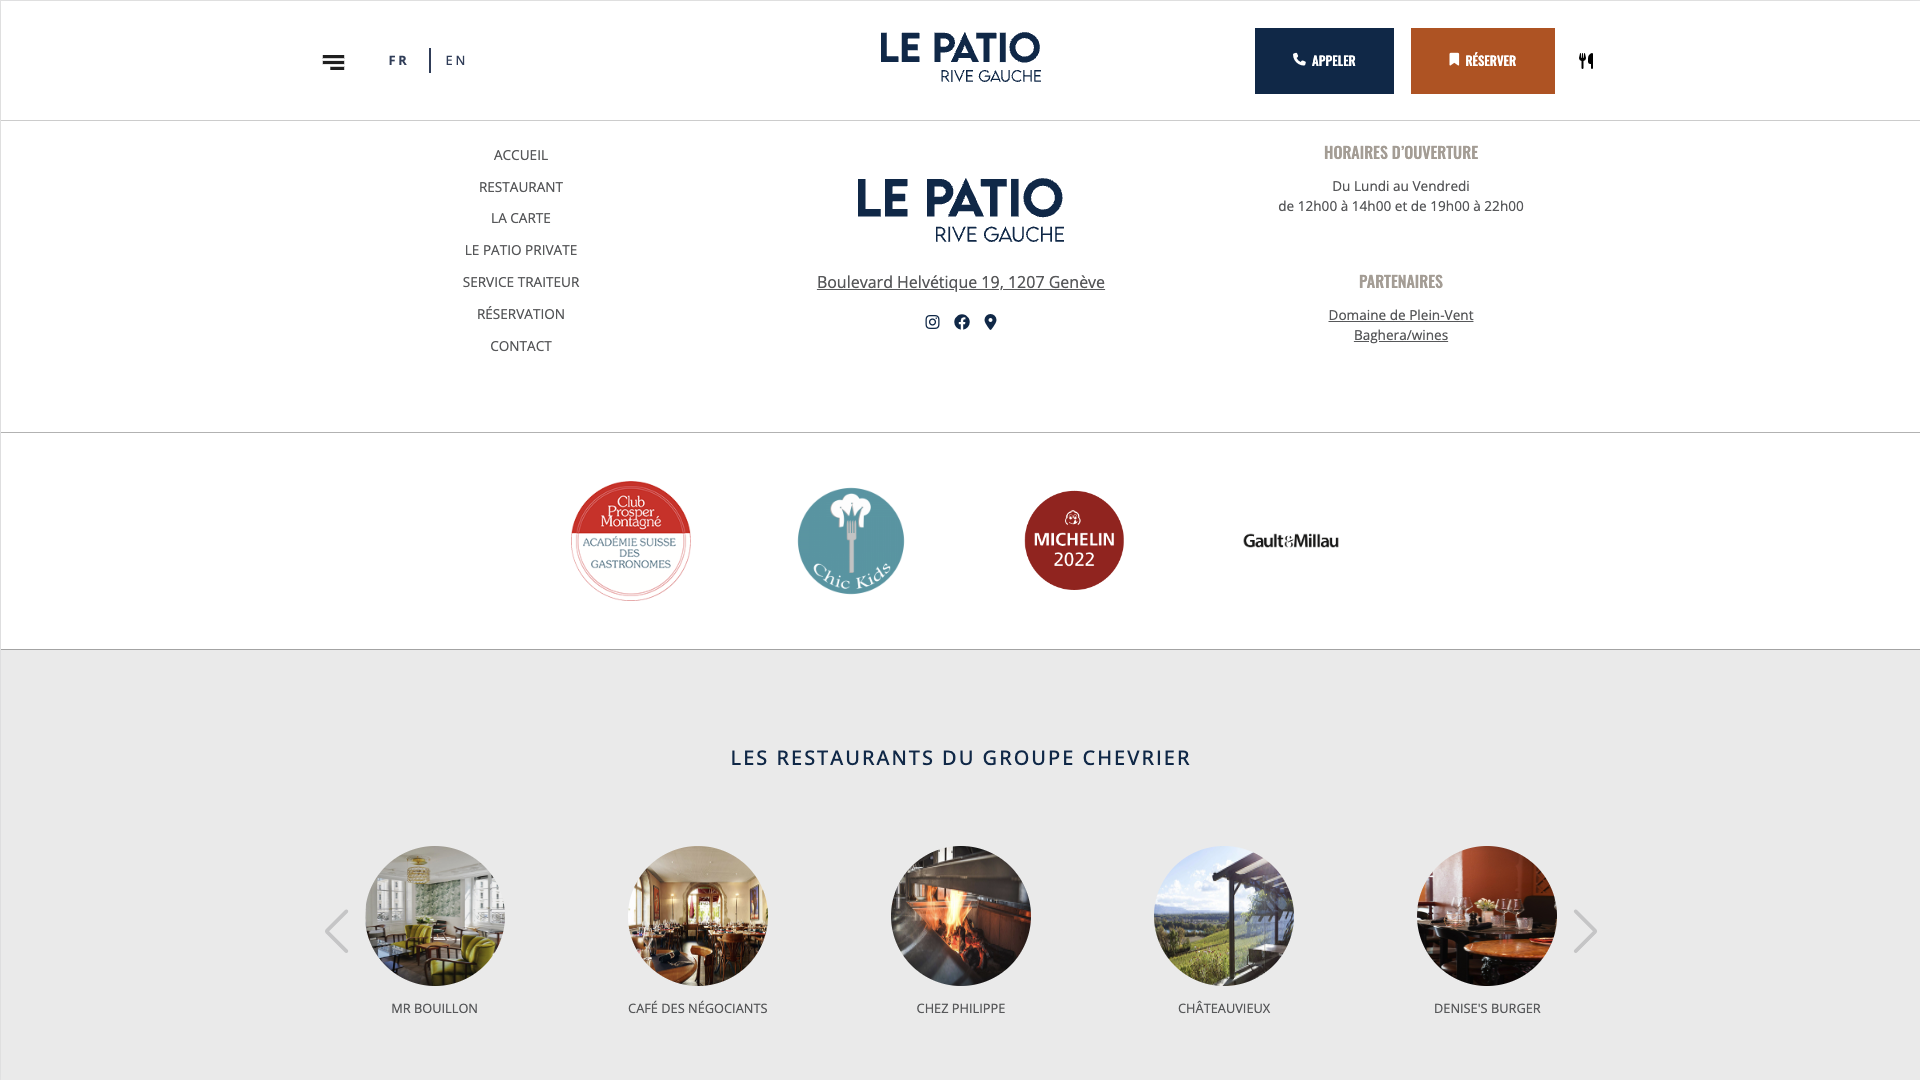 FR
EN
LE PATIO
RIVE GAUCHE
APPELER
RÉSERVER
ACCUEIL
RESTAURANT
LA CARTE
LE PATIO PRIVATE
SERVICE TRAITEUR
RÉSERVATION
CONTACT
LE PATIO
RIVE GAUCHE
Boulevard Helvétique 19, 1207 Genève
HORAIRES D'OUVERTURE
Du Lundi au Vendredi
de 12h00 à 14h00 et de 19h00 à 22h00
PARTENAIRES
Domaine de Plein-Vent
Baghera/wines
Club
Prosper
Montagné
ACADÉMIE SUISSE
DES
GASTRONOMES
Chic Kids
MICHELIN
2022
Gault&Millau
LES RESTAURANTS DU GROUPE CHEVRIER
MR BOUILLON
CAFÉ DES NÉGOCIANTS
CHEZ PHILIPPE
CHÂTEAUVIEUX
DENISE'S BURGER